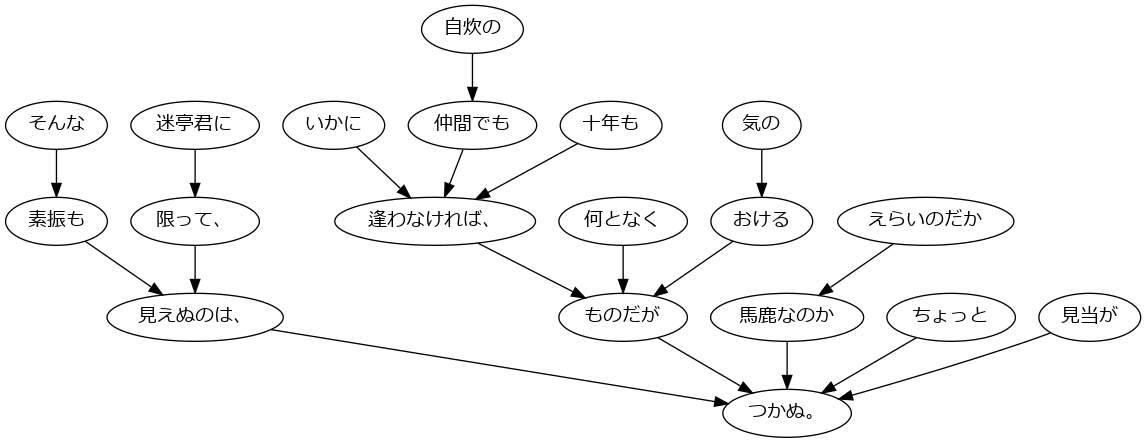 自炊の
そんな
迷亭君に
いかに
仲間でも
十年も
気の
素振も
限って、
逢わなければ、
何となく
おける
えらいのだか
見えぬのは、
ものだが
馬鹿なのか
ちょっと
見当が
つかぬ。